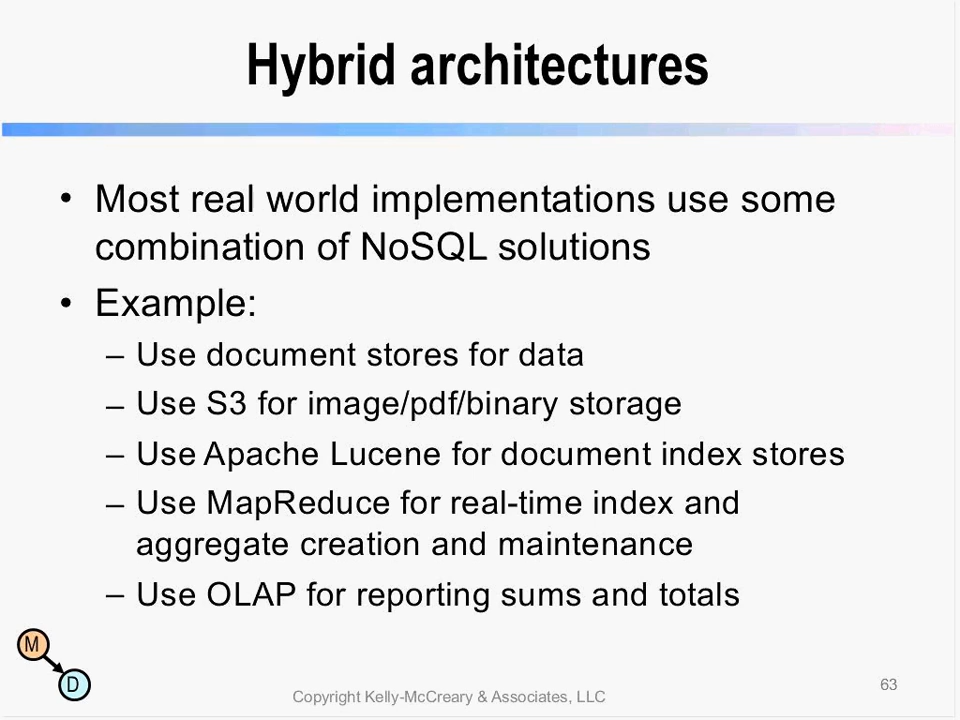 Hybrid architectures
• Most real world implementations use some
combination of NoSQL solutions
• Example:
– Use document stores for data
– Use S3 for image/pdf/binary storage
– Use Apache Lucene for document index stores
– Use MapReduce for real-time index and
aggregate creation and maintenance
– Use OLAP for reporting sums and totals
M
D
Copyright Kelly-McCreary & Associates, LLC
63